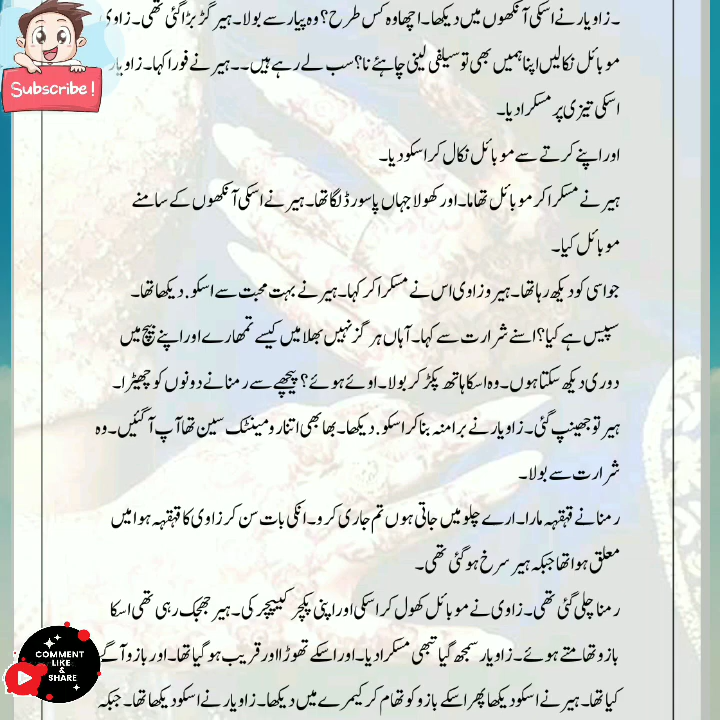 ۔زاویار نے اسکی آنکھوں میں دیکھا۔اچھا وہ کس طرح؟ وہ پیار سے بولا۔ہیر گڑبڑا گئی تھی۔زاوی
موبائل نکالیں اپنا ہمیں بھی تو سیلفی لینی چاہئے نا؟ سب لے رہے ہیں۔۔ہیر نے فورا کہا۔زاویار
اسکی تیزی پر مسکرا دیا۔
اور اپنے کرتے سے موبائل نکال کر اسکو دیا۔
ہیر نے مسکرا کر موبائل تھاما۔اور کھولا جہاں پاسورڈ لگا تھا۔ہیر نے اسکی آنکھوں کے سامنے
موبائل کیا۔
جو اسی کو دیکھ رہا تھا۔ہیر و زاوی اس نے مسکرا کر کہا۔ہیر نے بہت محبت سے اسکو.دیکھا تھا۔
سپیس ہے کیا؟ اسنے شرارت سے کہا۔آہاں ہرگز نہیں بھلا میں کیسے تمھارے اور اپنے بیچ میں
دوری دیکھ سکتا ہوں۔وہ اسکا ہاتھ پکڑ کر بولا۔اوئے ہوئے؟ پیچھے سے رمنا نے دونوں کو چھیڑا۔
ہیر تو جھینپ گئی۔زاویار نے برا منہ بنا کر اسکو.دیکھا۔بھابھی اتنا رومینٹک سین تھا آپ آ گئیں۔وہ
شرارت سے بولا۔
رمنا نے قہقہہ مارا۔ارے چلو میں جاتی ہوں تم جاری کرو۔انکی بات سن کر زاوی کا قہقہہ ہوا میں
معلق ہوا تھا جبکہ ہیر سرخ ہو گئی تھی۔
رمنا چلی گئی تھی۔زاوی نے موبائل کھول کر اسکی اور اپنی پکچر کیپچر کی۔ہیر جھجک رہی تھی اسکا
بازو تھامتے ہوئے۔زاویار سمجھ گیا تبھی مسکرا دیا۔اور اسکے تھوڑا اور قریب ہو گیا تھا۔اور بازو آگے
کیا تھا۔ہیر نے اسکو دیکھا پھر اسکے بازو کو تھام کر کیمرے میں دیکھا۔زاویار نے اسکو دیکھا تھا۔جبکہ
Subscribe!
COMMENT
LIKE
&
SHARE